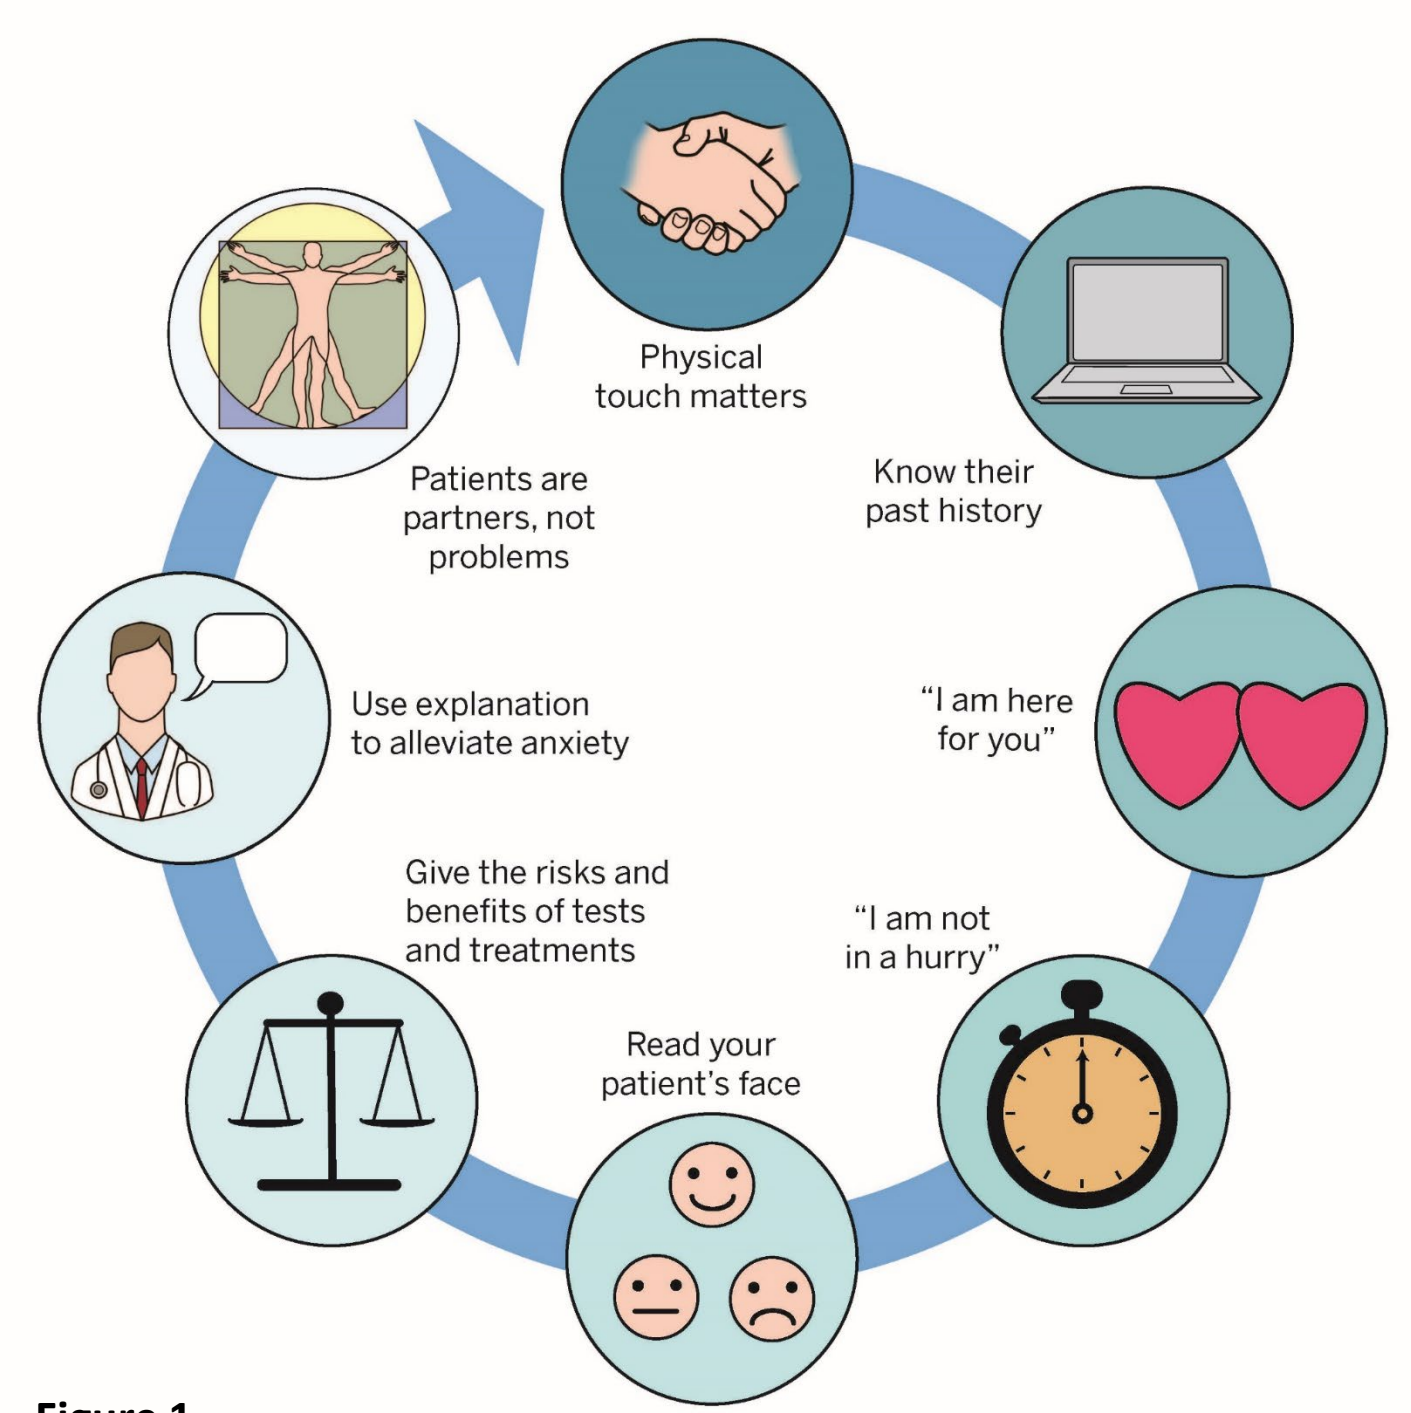 Physical
touch matters
Know their
past history
“I am here
for you”
“I am not
in a hurry”
Read your
patient’s face
Give the risks and
benefits of tests
and treatments
Use explanation
to alleviate anxiety
Patients are
partners, not
problems
Figure 1